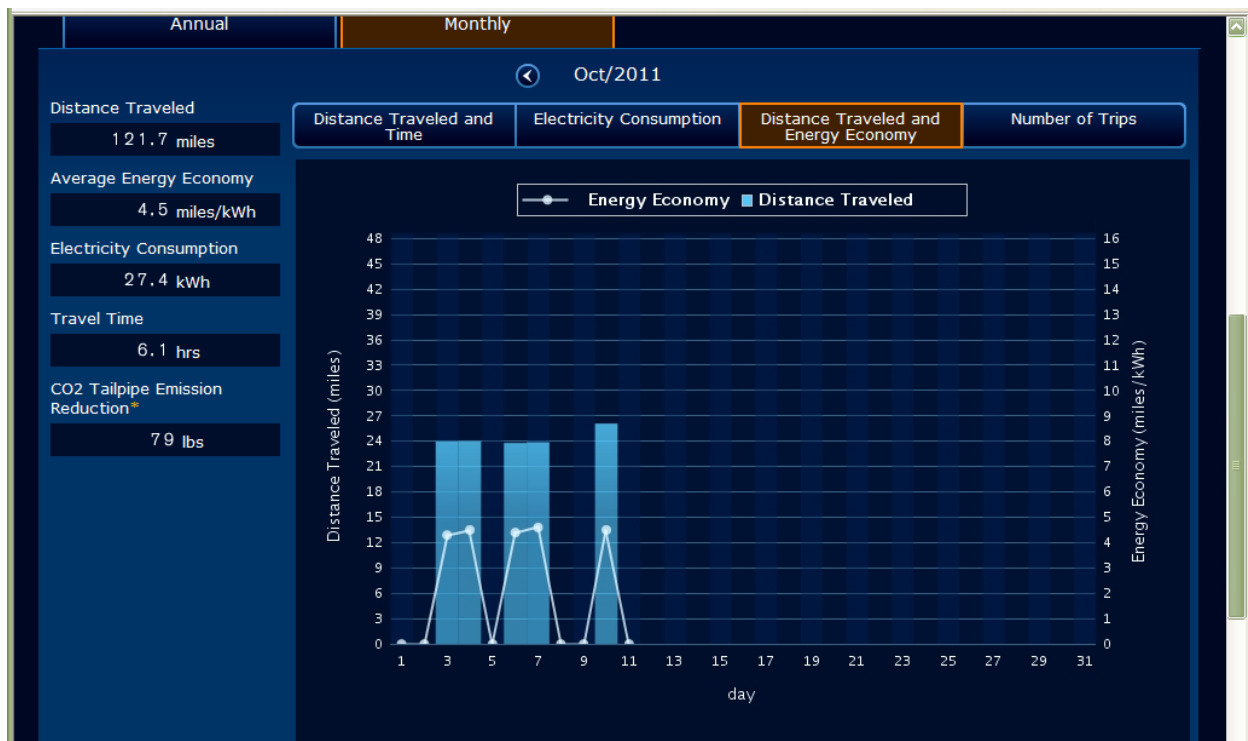 Annual
Monthly
Oct/2011
Distance Traveled
121.7 miles
Average Energy Economy
4.5 miles/kWh
Electricity Consumption
27.4 kWh
Travel Time
6.1 hrs
CO2 Tailpipe Emission
Reduction*
79 lbs
Distance Traveled and
Time
Electricity Consumption
Distance Traveled and
Energy Economy
Number of Trips
Energy Economy Distance Traveled
Distance Traveled (miles)
48
45
42
39
36
33
30
27
24
21
18
15
12
9
6
3
0
16
15
14
13
12
11
10
9
8
7
6
5
4
3
2
1
0
Energy Economy (miles/kWh)
1 3 5 7 9 11 13 15 17 19 21 23 25 27 29 31
day